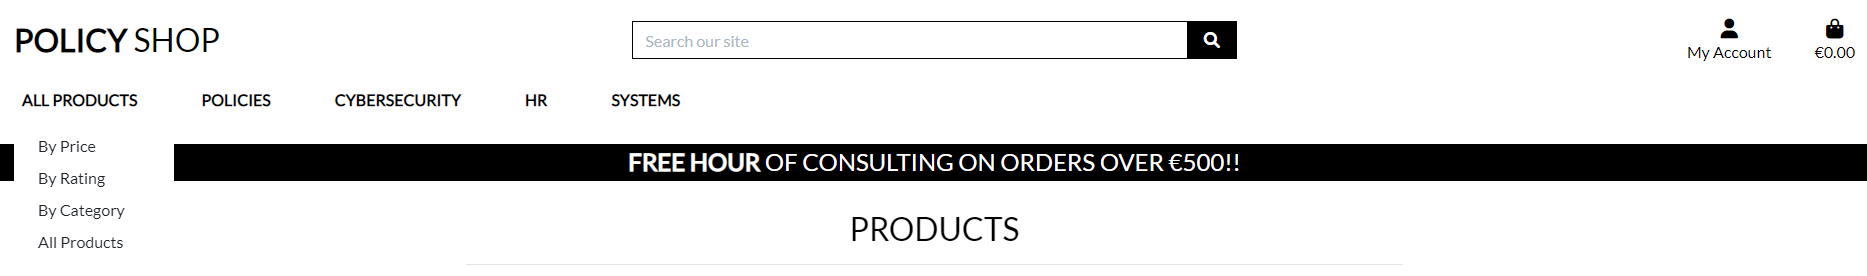 POLICY SHOP
Search our site
My Account
€0.00
ALL PRODUCTS
POLICIES
CYBERSECURITY
HR
SYSTEMS
By Price
By Rating
By Category
All Products
FREE HOUR OF CONSULTING ON ORDERS OVER €500!!
PRODUCTS